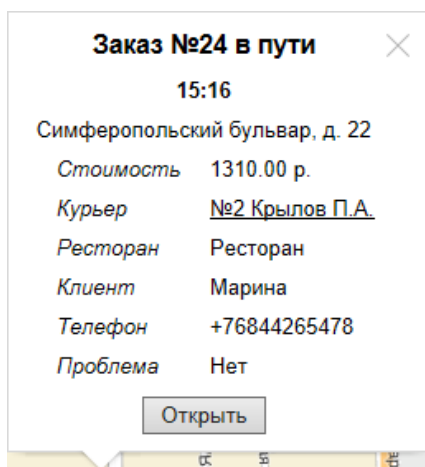 Заказ №24 в пути
15:16
Симферопольский бульвар, д. 22
Стоимость 1310.00 р.
Курьер №2 Крылов П.А.
Ресторан Ресторан
Клиент Марина
Телефон +76844265478
Проблема Нет
Открыть